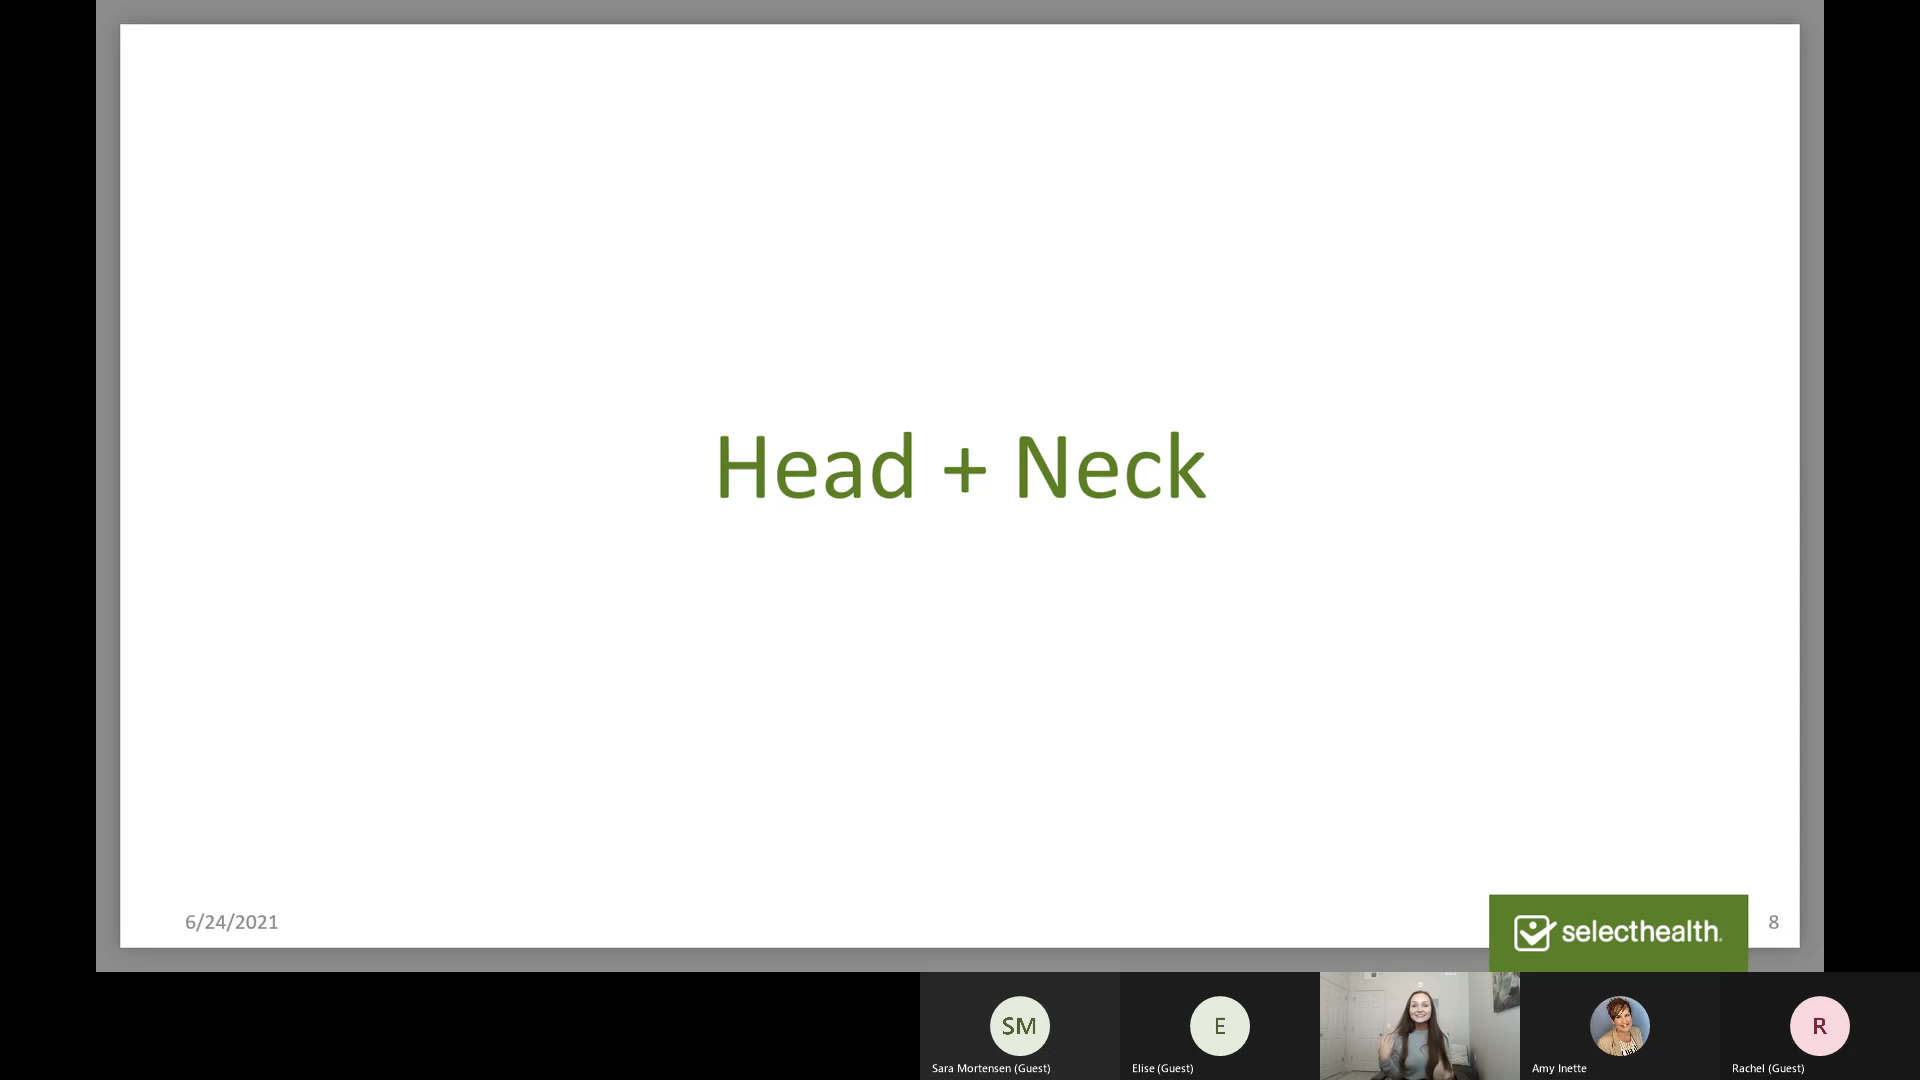 Head + Neck
6/24/2021
selecthealth.
8
SM
E
R
Sara Mortensen (Guest)
Elise (Guest)
Amy Inette
Rachel (Guest)